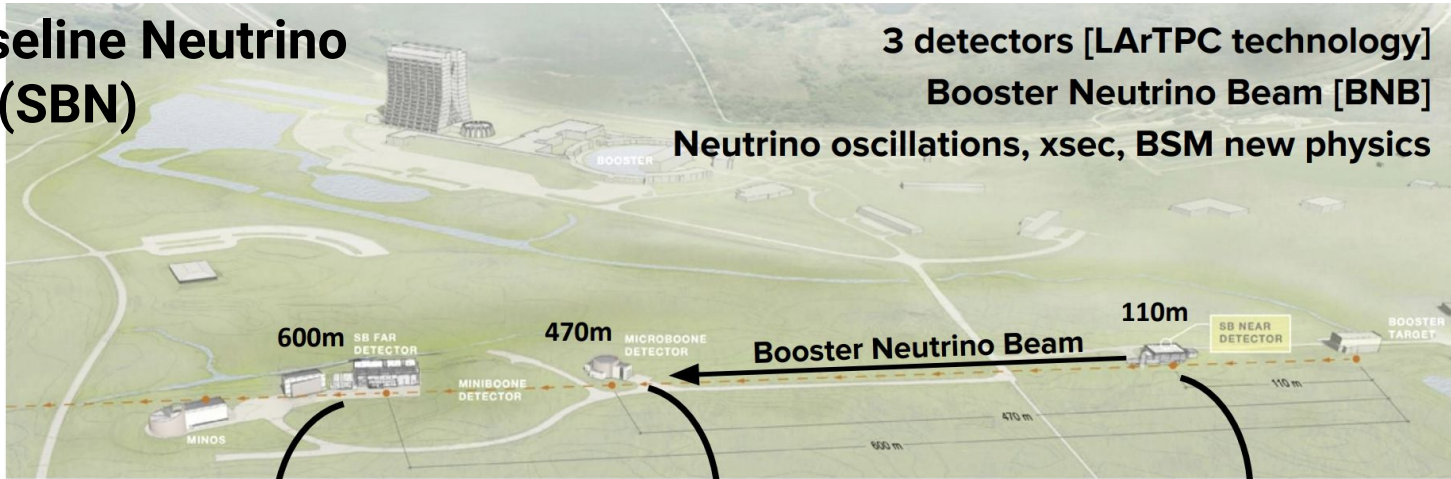 seline Neutrino
(SBN)
3 detectors [LArTPC technology]
Booster Neutrino Beam [BNB]
Neutrino oscillations, xsec, BSM new physics
BOOSTER
600m
SB FAR
DETECTOR
470m
MICROBOONE
DETECTOR
Booster Neutrino Beam
110m
SB NEAR
DETECTOR
BOOSTER
TARGET
MINIBOONE
DETECTOR
MINOS
110 m
470 m
600 m